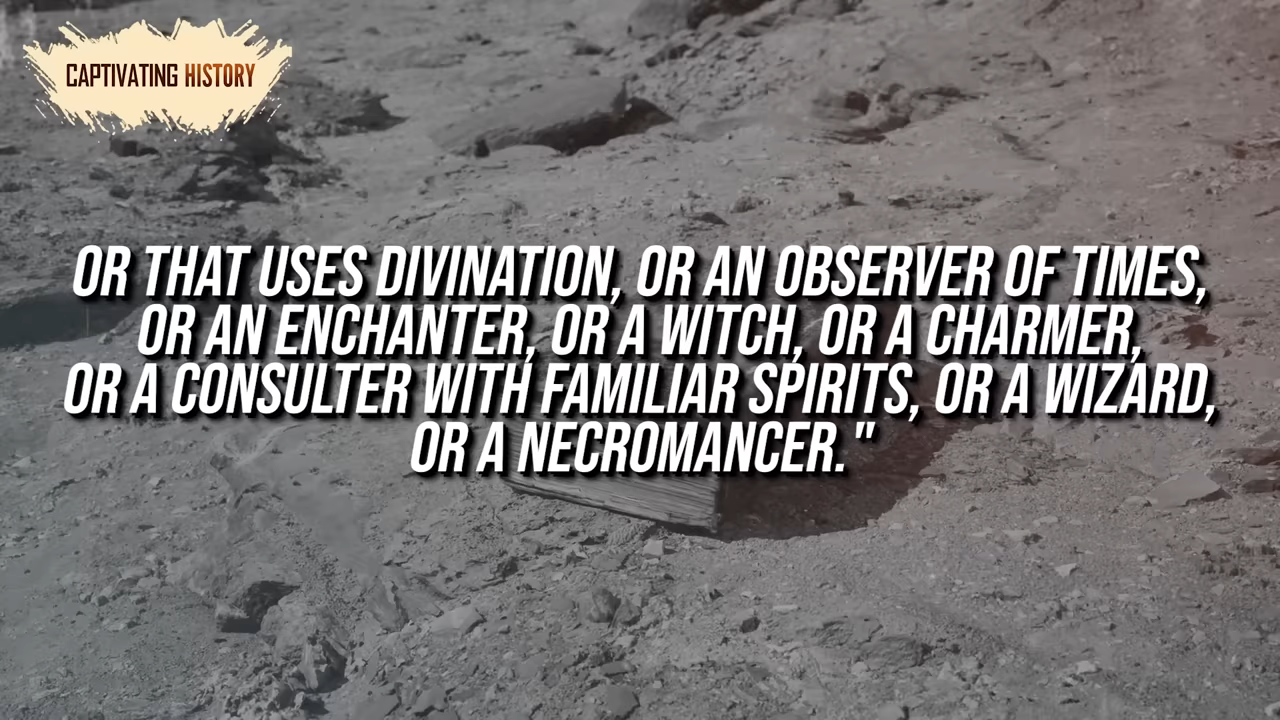 CAPTIVATING HISTORY
OR THAT USES DIVINATION, OR AN OBSERVER OF TIMES,
OR AN ENCHANTER, OR A WITCH, OR A CHARMER,
OR A CONSULTER WITH FAMILIAR SPIRITS, OR A WIZARD,
OR A NECROMANCER."